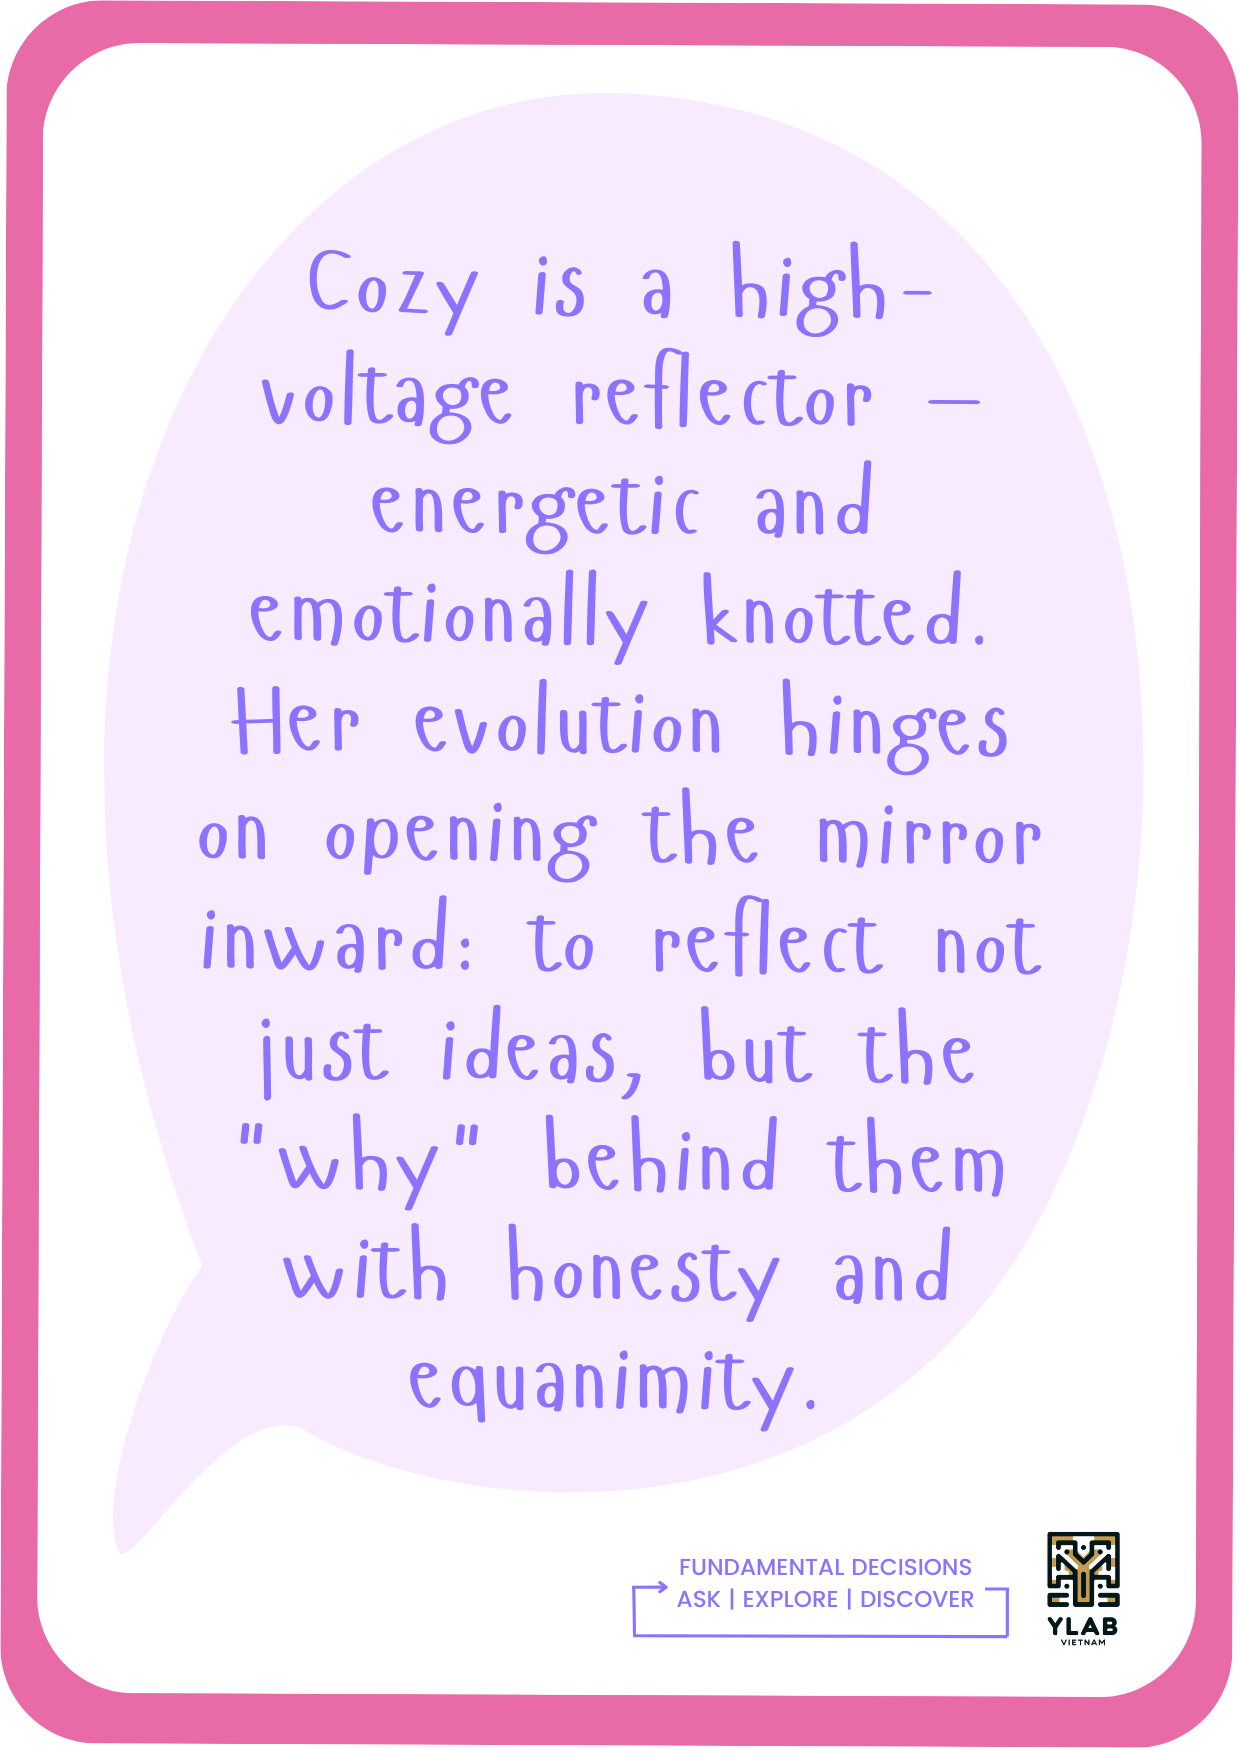 Cozy is a high-
voltage reflector —
energetic and
emotionally knotted.
Her evolution hinges
on opening the mirror
inward: to reflect not
just ideas, but the
"why" behind them
with honesty and
equanimity.
FUNDAMENTAL DECISIONS
ASK | EXPLORE | DISCOVER
YLAB
VIETNAM